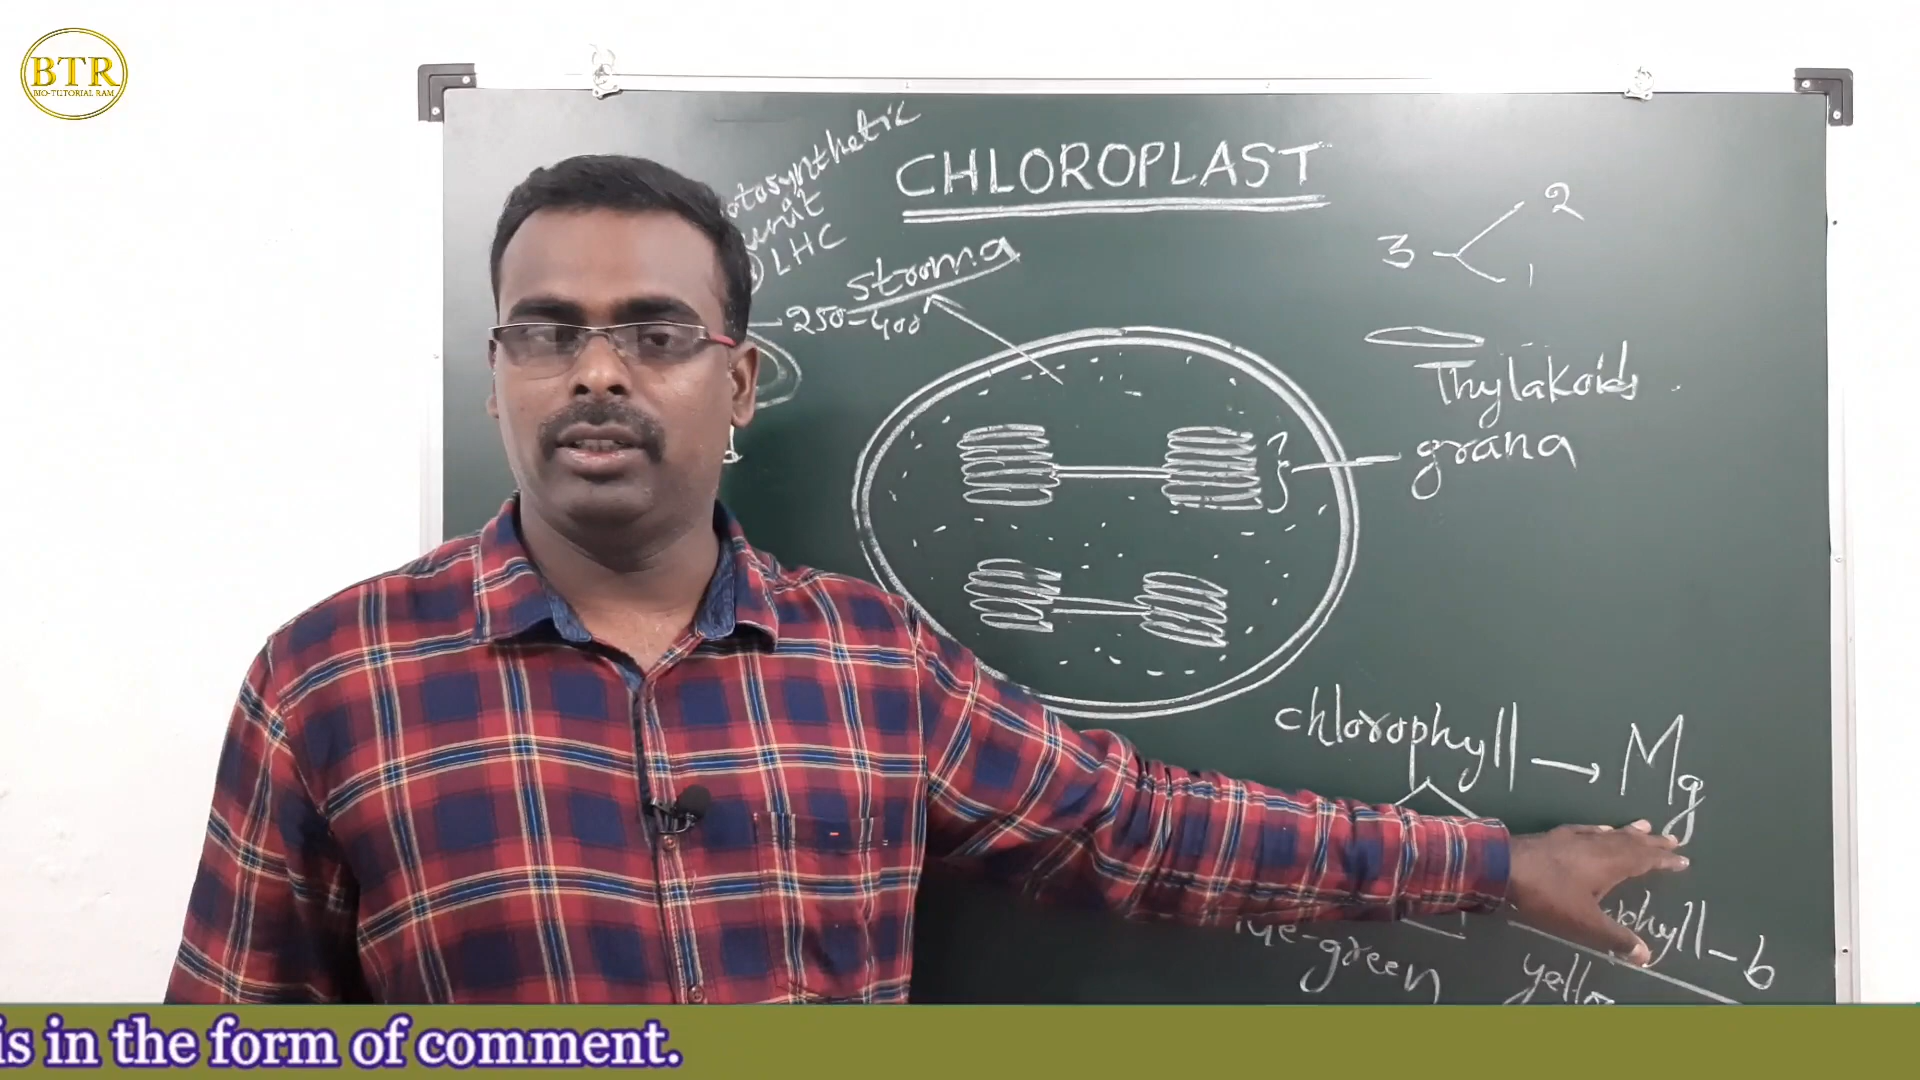 BTR
BIO-TUTORIAL RAM
CHLOROPLAST
unit
LHC
stroma
250-400
3
2
1
Thylakoids
grana
chlorophyll → Mg
-b
-green
is in the form of comment.